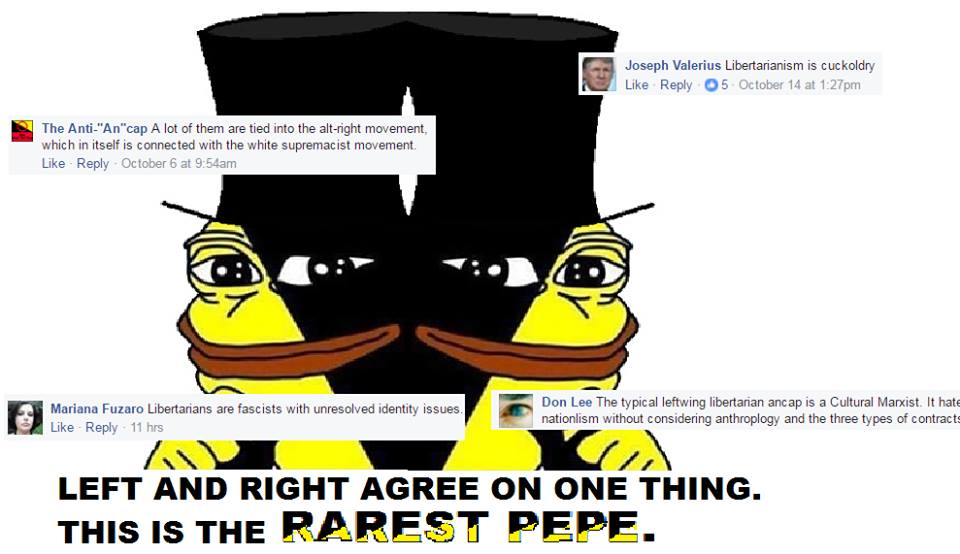 Joseph Valerius Libertarianism is cuckoldry
Like · Reply · 5 · October 14 at 1:27pm
The Anti-"An"cap A lot of them are tied into the alt-right movement,
which in itself is connected with the white supremacist movement.
Like · Reply · October 6 at 9:54am
Mariana Fuzaro Libertarians are fascists with unresolved identity issues.
Like · Reply · 11 hrs
Don Lee The typical leftwing libertarian ancap is a Cultural Marxist. It hate
nationlism without considering anthroplogy and the three types of contracts
LEFT AND RIGHT AGREE ON ONE THING.
THIS IS THE RAREST PEPE.